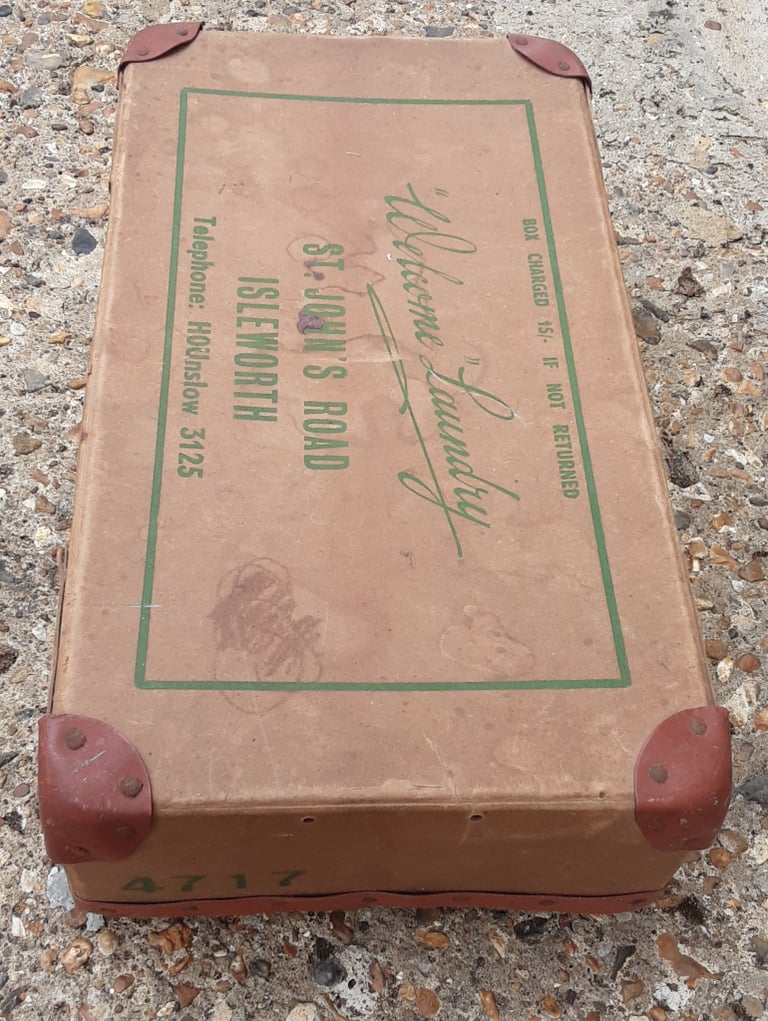 BOX CHARGED 15/- IF NOT RETURNED
"Welcome" Laundry
ST. JOHN'S ROAD
ISLEWORTH
Telephone: HOUnslow 3125
4717